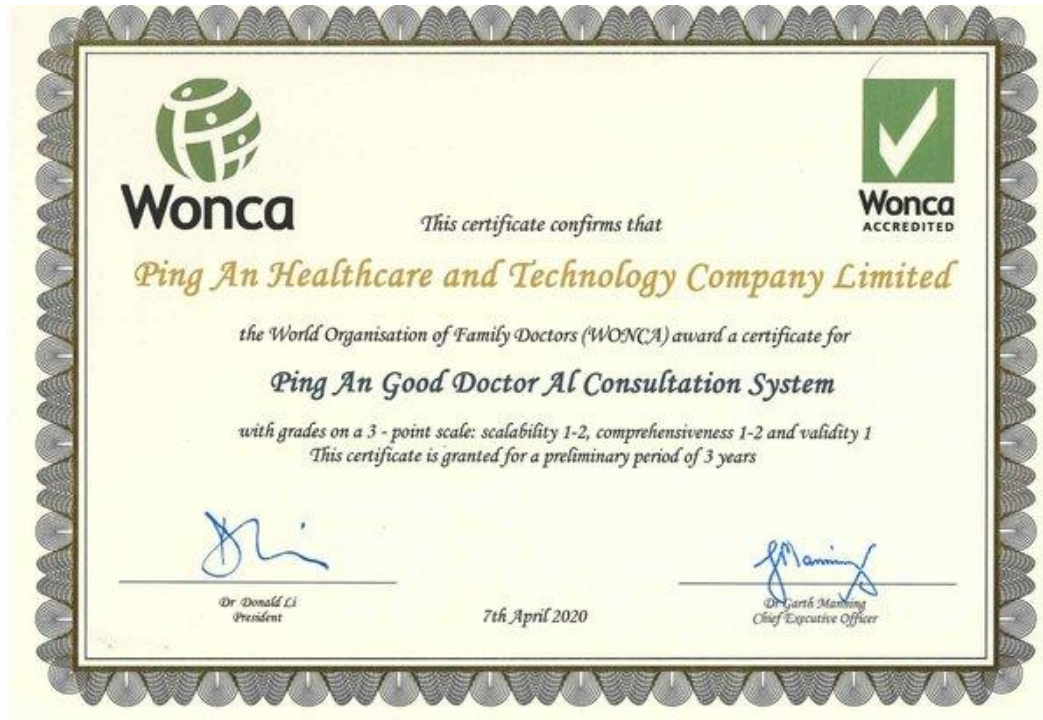 Wonca
Wonca
ACCREDITED
This certificate confirms that
Ping An Healthcare and Technology Company Limited
the World Organisation of Family Doctors (WONCA) award a certificate for
Ping An Good Doctor AI Consultation System
with grades on a 3 - point scale: scalability 1-2, comprehensiveness 1-2 and validity 1
This certificate is granted for a preliminary period of 3 years
Dr Donald Li
President
7th April 2020
Dr Garth Manning
Chief Executive Officer